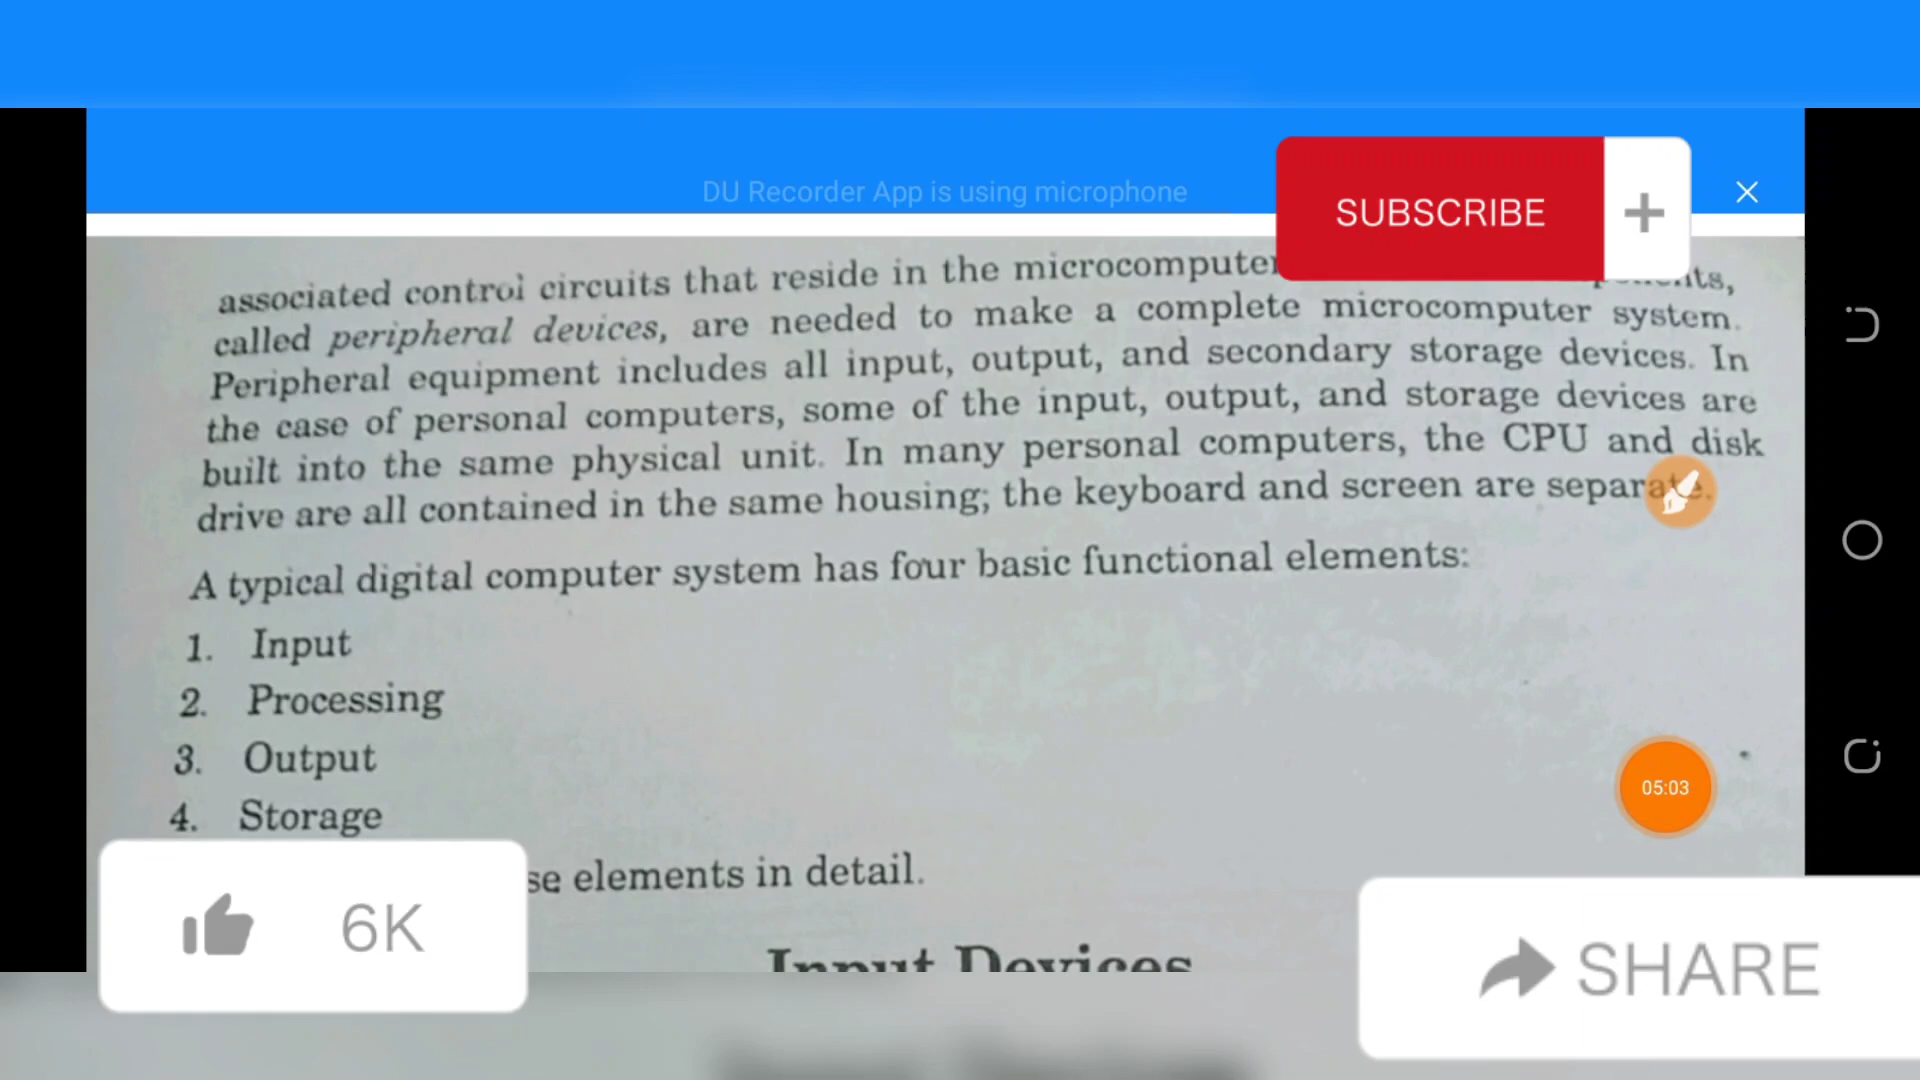 DU Recorder App is using microphone
SUBSCRIBE +
associated control circuits that reside in the microcomputer
called peripheral devices, are needed to make a complete microcomputer system.
Peripheral equipment includes all input, output, and secondary storage devices. In
the case of personal computers, some of the input, output, and storage devices are
built into the same physical unit. In many personal computers, the CPU and disk
drive are all contained in the same housing; the keyboard and screen are separate.
A typical digital computer system has four basic functional elements:
1. Input
2. Processing
3. Output
05:03
4. Storage
elements in detail.
6K
Input Devices
SHARE